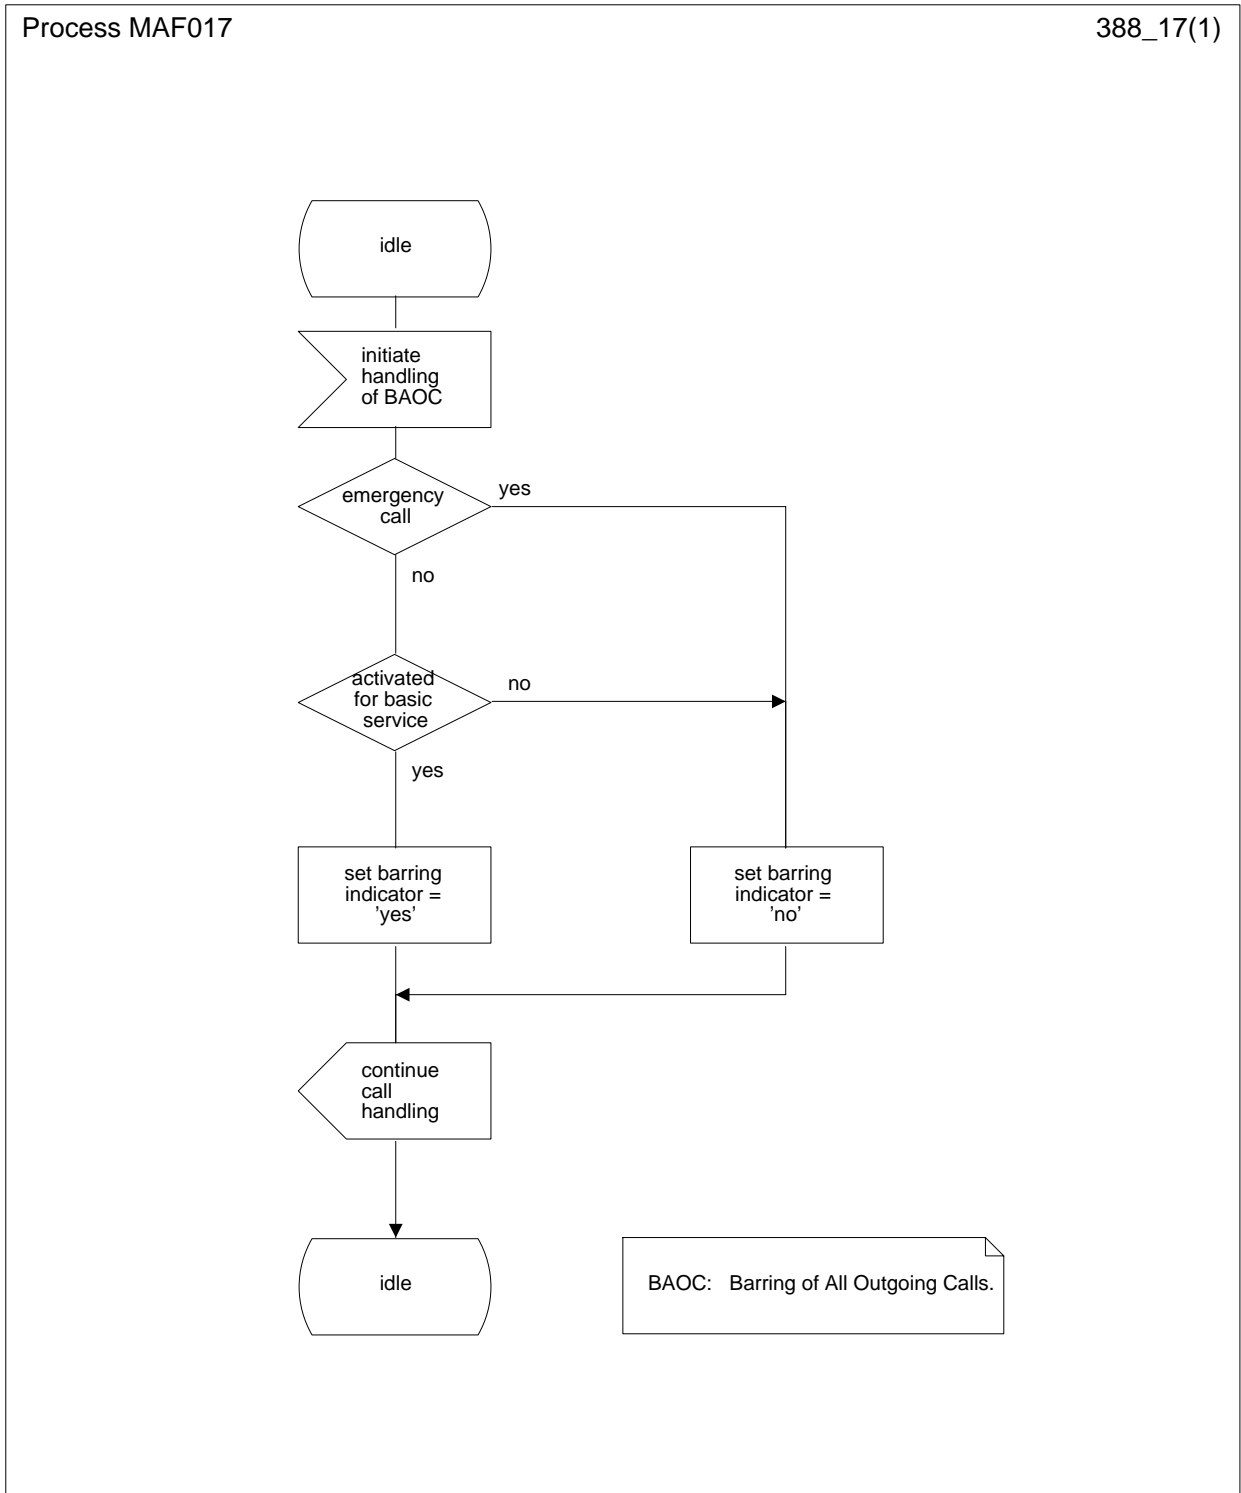 Process MAF017
388_17(1)
idle
initiate
handling
of BAOC
emergency
call
yes
no
activated
for basic
service
no
yes
set barring
indicator =
'yes'
set barring
indicator =
'no'
continue
call
handling
idle
BAOC: Barring of All Outgoing Calls.